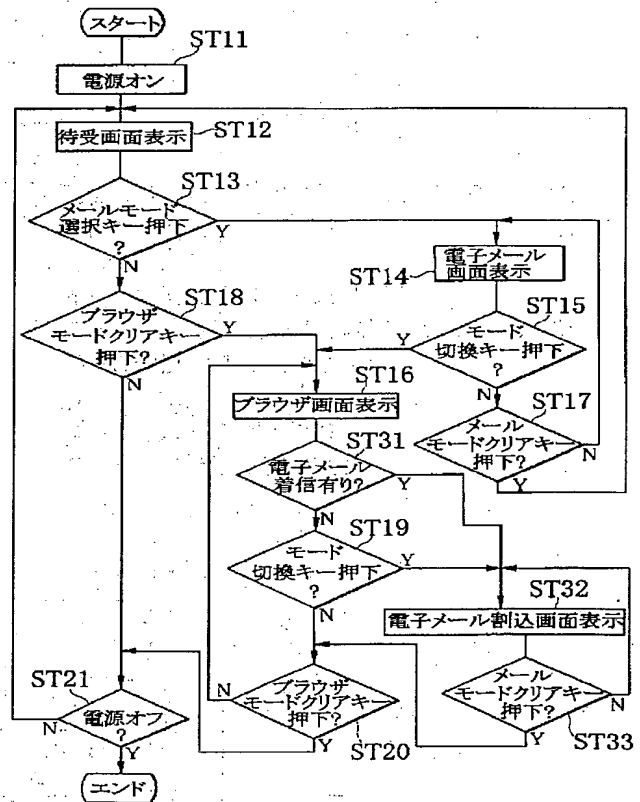 スタート
ST11
電源オン
ST12
待受画面表示
ST13
メールモード
選択キー押下
?
Y
N
ST14
電子メール
画面表示
ST18
ブラウザ
モードクリアキー
押下?
Y
N
ST15
モード
切換キー押下
?
Y
N
ST16
ブラウザ画面表示
ST17
メール
モードクリアキー
押下?
N
Y
ST31
電子メール
着信有り?
Y
N
ST19
モード
切換キー押下
?
Y
N
ST32
電子メール割込画面表示
ST21
電源オフ
?
N
Y
ブラウザ
モードクリアキー
押下?
N
Y
ST20
メール
モードクリアキー
押下?
N
Y
ST33
エンド